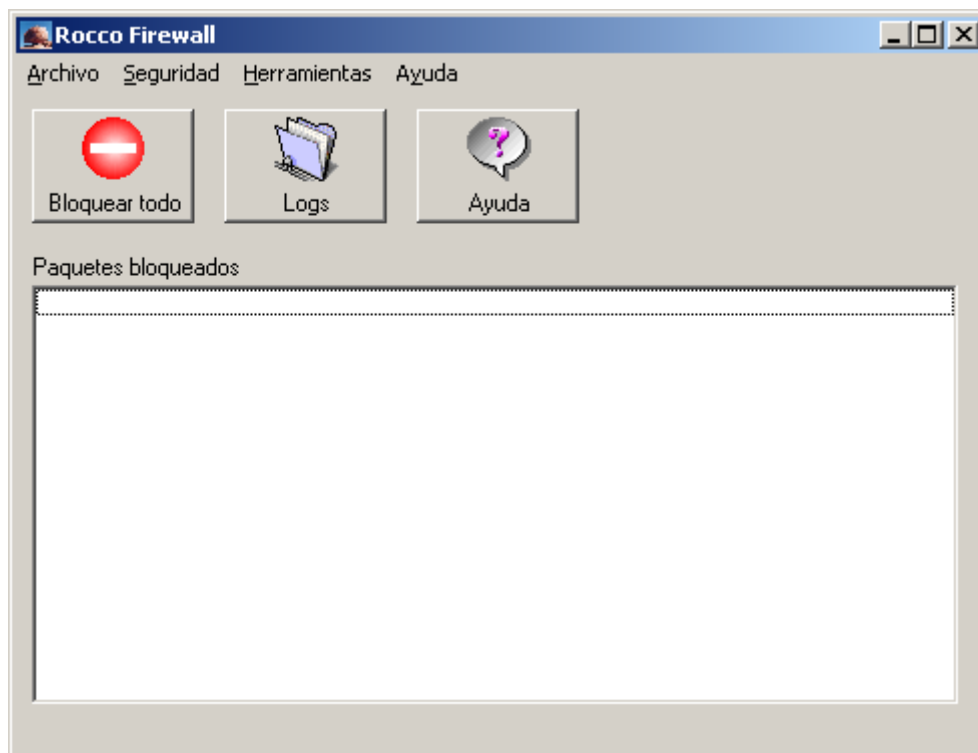 Rocco Firewall
Archivo Seguridad Herramientas Ayuda
Bloquear todo Logs Ayuda
Paquetes bloqueados